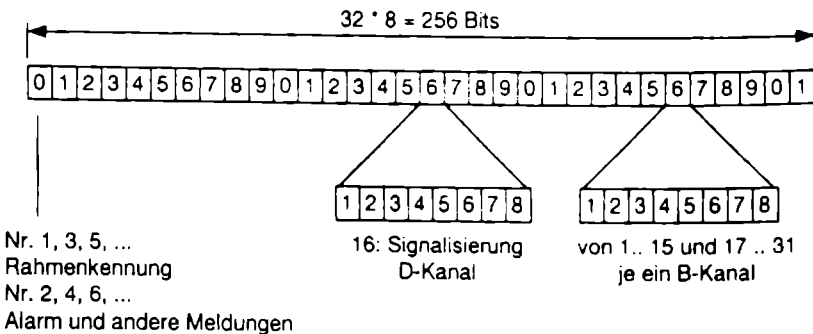 32 * 8 = 256 Bits
0 1 2 3 4 5 6 7 8 9 0 1 2 3 4 5 6 7 8 9 0 1 2 3 4 5 6 7 8 9 0 1
1 2 3 4 5 6 7 8
1 2 3 4 5 6 7 8
Nr. 1, 3, 5, ...
Rahmenkennung
Nr. 2, 4, 6, ...
Alarm und andere Meldungen
16: Signalisierung
D-Kanal
von 1.. 15 und 17 .. 31
je ein B-Kanal